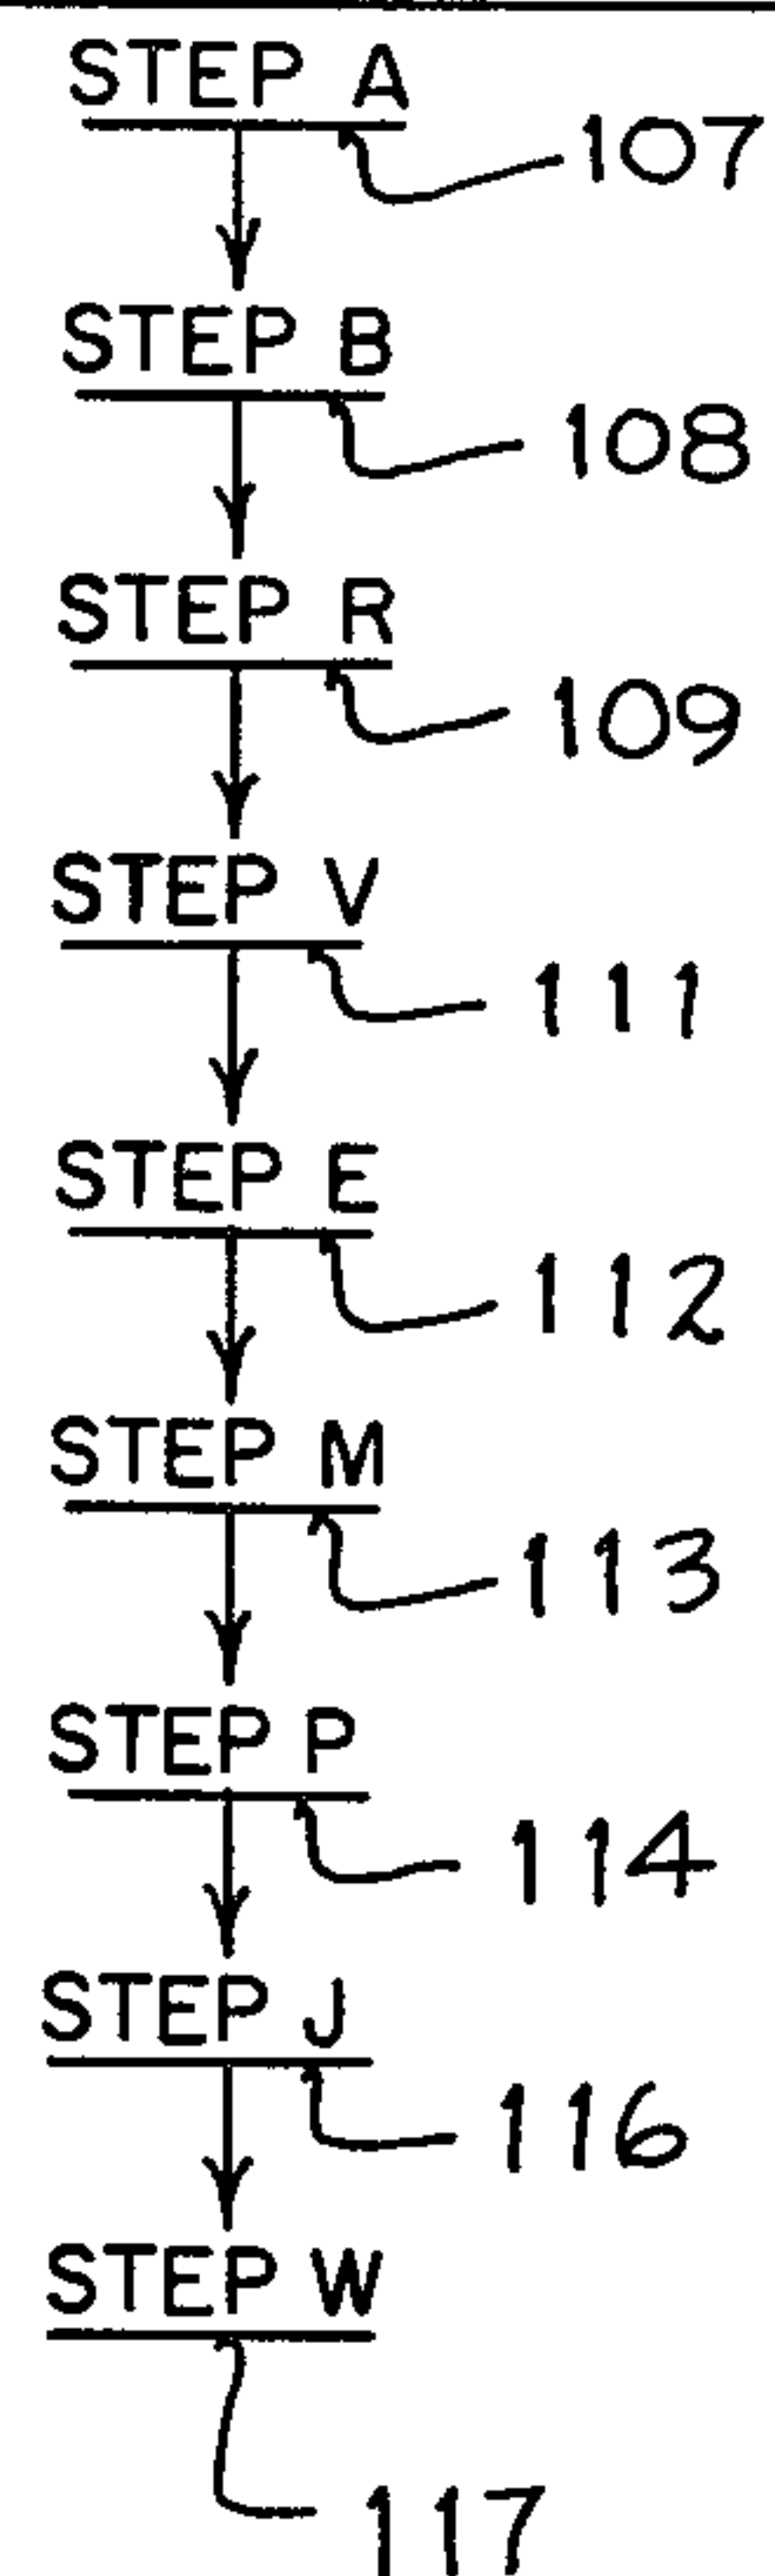 STEP A
107
STEP B
108
STEP R
109
STEP V
111
STEP E
112
STEP M
113
STEP P
114
STEP J
116
STEP W
117